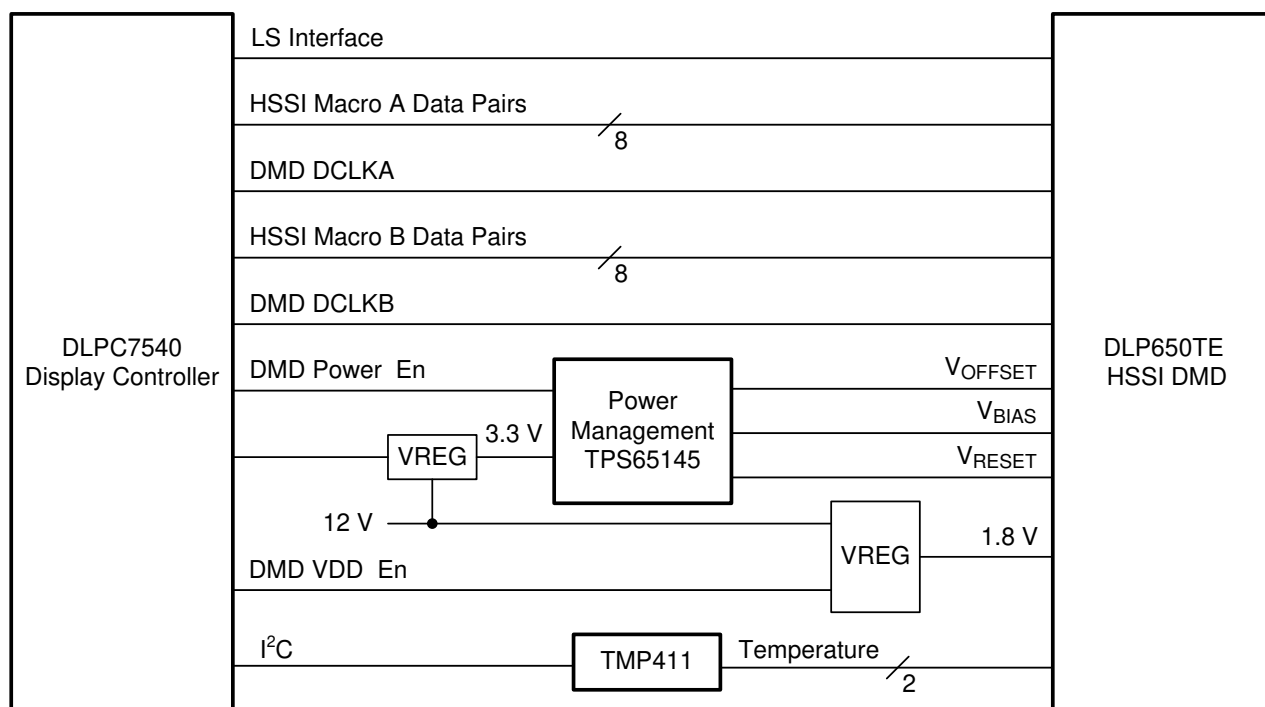 LS Interface
HSSI Macro A Data Pairs
8
DMD DCLKA
HSSI Macro B Data Pairs
8
DMD DCLKB
DLPC7540
Display Controller
DLP650TE
HSSI DMD
DMD Power En
Power
Management
TPS65145
VOFFSET
VBIAS
VRESET
VREG
3.3 V
12 V
VREG
1.8 V
DMD VDD En
I²C
TMP411
Temperature
2